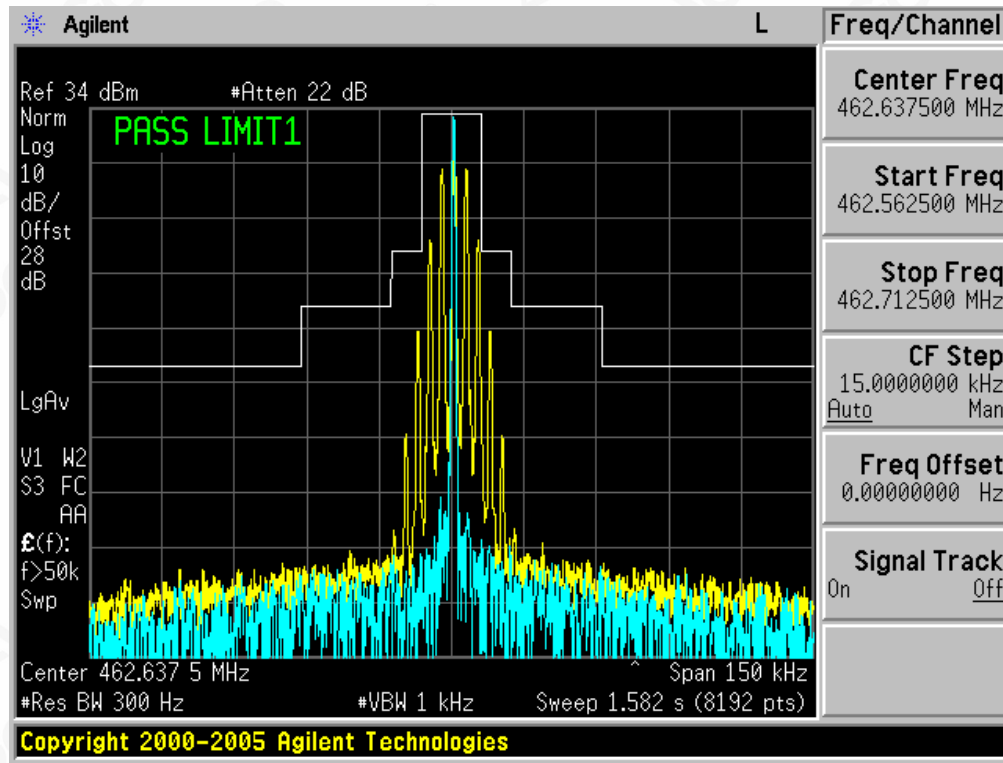 Agilent L
Ref 34 dBm #Atten 22 dB
Norm
Log
10
dB/
Offst
28
dB
LgAv
V1 W2
S3 FC
AA
£(f):
f>50k
Swp
PASS LIMIT1
Center 462.637 5 MHz ^ Span 150 kHz
#Res BW 300 Hz #VBW 1 kHz Sweep 1.582 s (8192 pts)
Copyright 2000-2005 Agilent Technologies
Freq/Channel
Center Freq
462.637500 MHz
Start Freq
462.562500 MHz
Stop Freq
462.712500 MHz
CF Step
15.0000000 kHz
Auto Man
Freq Offset
0.00000000 Hz
Signal Track
On Off